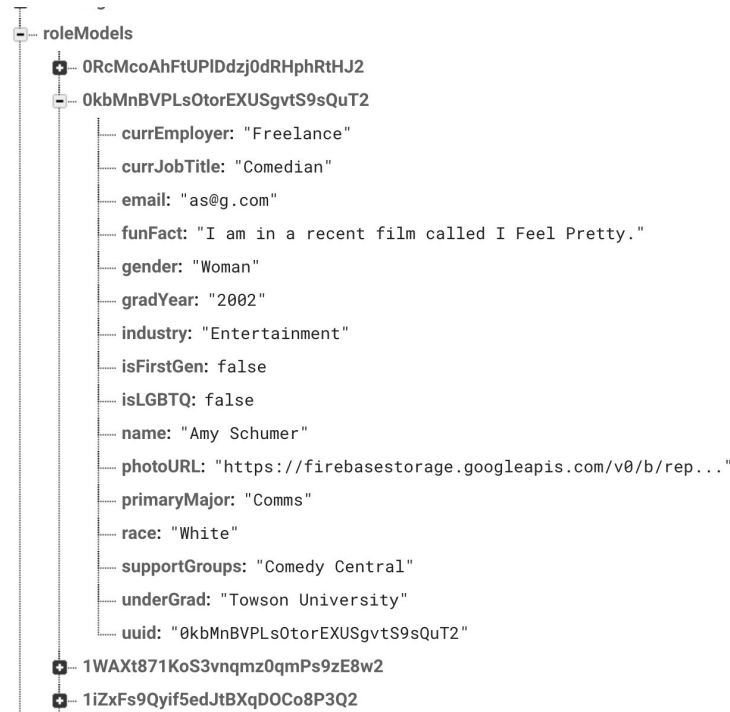 roleModels
0RcMcoAhFtUPlDdzj0dRHphRtHJ2
0kbMnBVPLsOtorEXUSgvtS9sQuT2
currEmployer: "Freelance"
currJobTitle: "Comedian"
email: "as@g.com"
funFact: "I am in a recent film called I Feel Pretty."
gender: "Woman"
gradYear: "2002"
industry: "Entertainment"
isFirstGen: false
isLGBTQ: false
name: "Amy Schumer"
photoURL: "https://firebasestorage.googleapis.com/v0/b/rep..."
primaryMajor: "Comms"
race: "White"
supportGroups: "Comedy Central"
underGrad: "Towson University"
uuid: "0kbMnBVPLsOtorEXUSgvtS9sQuT2"
1WAXt871KoS3vnqmz0qmPs9zE8w2
1iZxFs9Qyif5edJtBXqDOCo8P3Q2